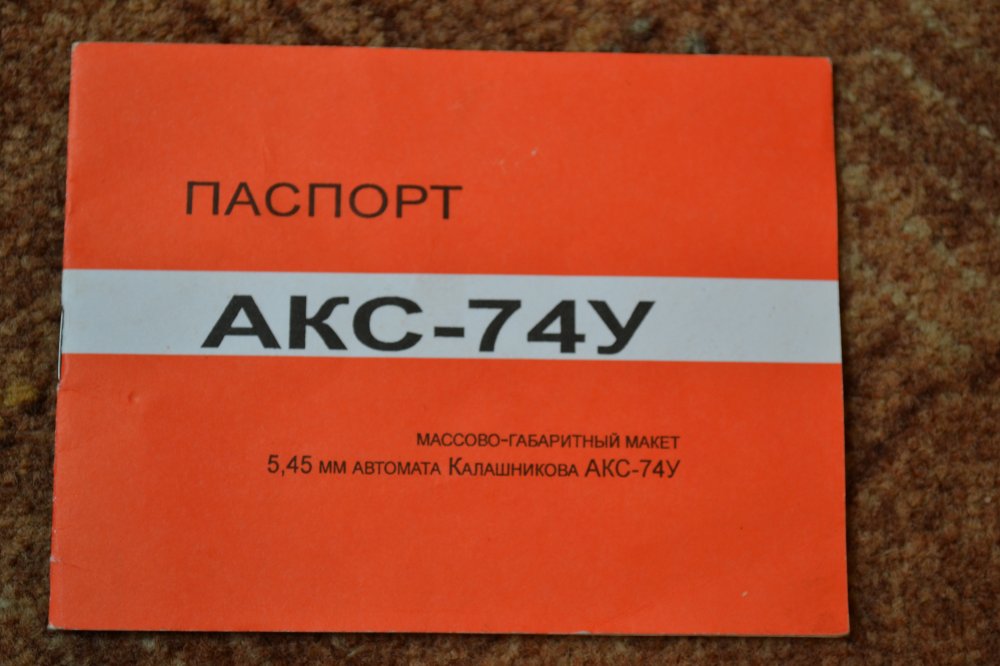 ПАСПОРТ
АКС-74У
МАССОВО-ГАБАРИТНЫЙ МАКЕТ
5,45 ММ АВТОМАТА КАЛАШНИКОВА АКС-74У